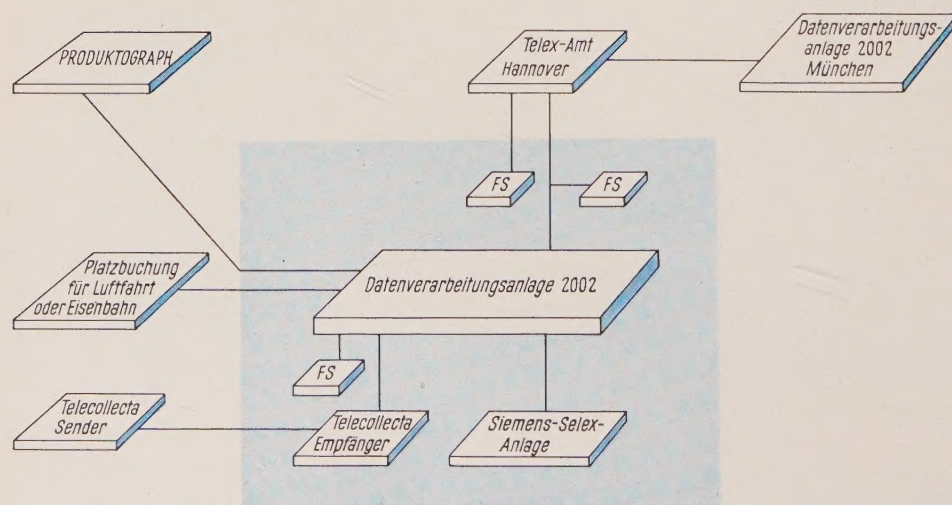 PRODUKTOGRAPH
Telex-Amt
Hannover
Datenverarbeitungs-
anlage 2002
München
FS
FS
Platzbuchung
für Luftfahrt
oder Eisenbahn
Datenverarbeitungsanlage 2002
FS
Telecollecta
Sender
Telecollecta
Empfänger
Siemens-Selex-
Anlage